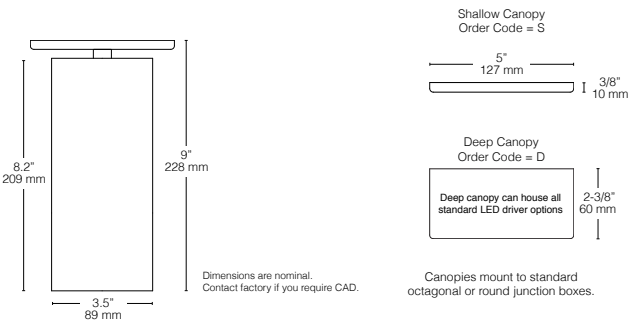 8.2"
209 mm
9"
228 mm
3.5"
89 mm
Dimensions are nominal.
Contact factory if you require CAD.
Shallow Canopy
Order Code = S
5"
127 mm
3/8"
10 mm
Deep Canopy
Order Code = D
Deep canopy can house all
standard LED driver options
2-3/8"
60 mm
Canopies mount to standard
octagonal or round junction boxes.